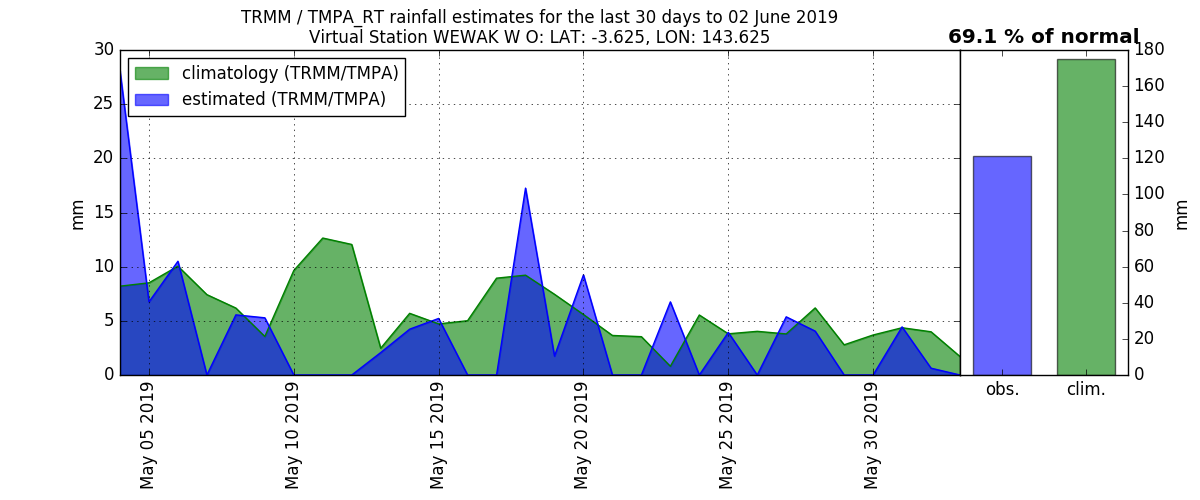 TRMM / TMPA_RT rainfall estimates for the last 30 days to 02 June 2019
Virtual Station WEWAK W O: LAT: -3.625, LON: 143.625
69.1 % of normal
climatology (TRMM/TMPA)
estimated (TRMM/TMPA)
mm
30
25
20
15
10
5
0
May 05 2019
May 10 2019
May 15 2019
May 20 2019
May 25 2019
May 30 2019
obs.
clim.
180
160
140
120
100
80
60
40
20
0
mm